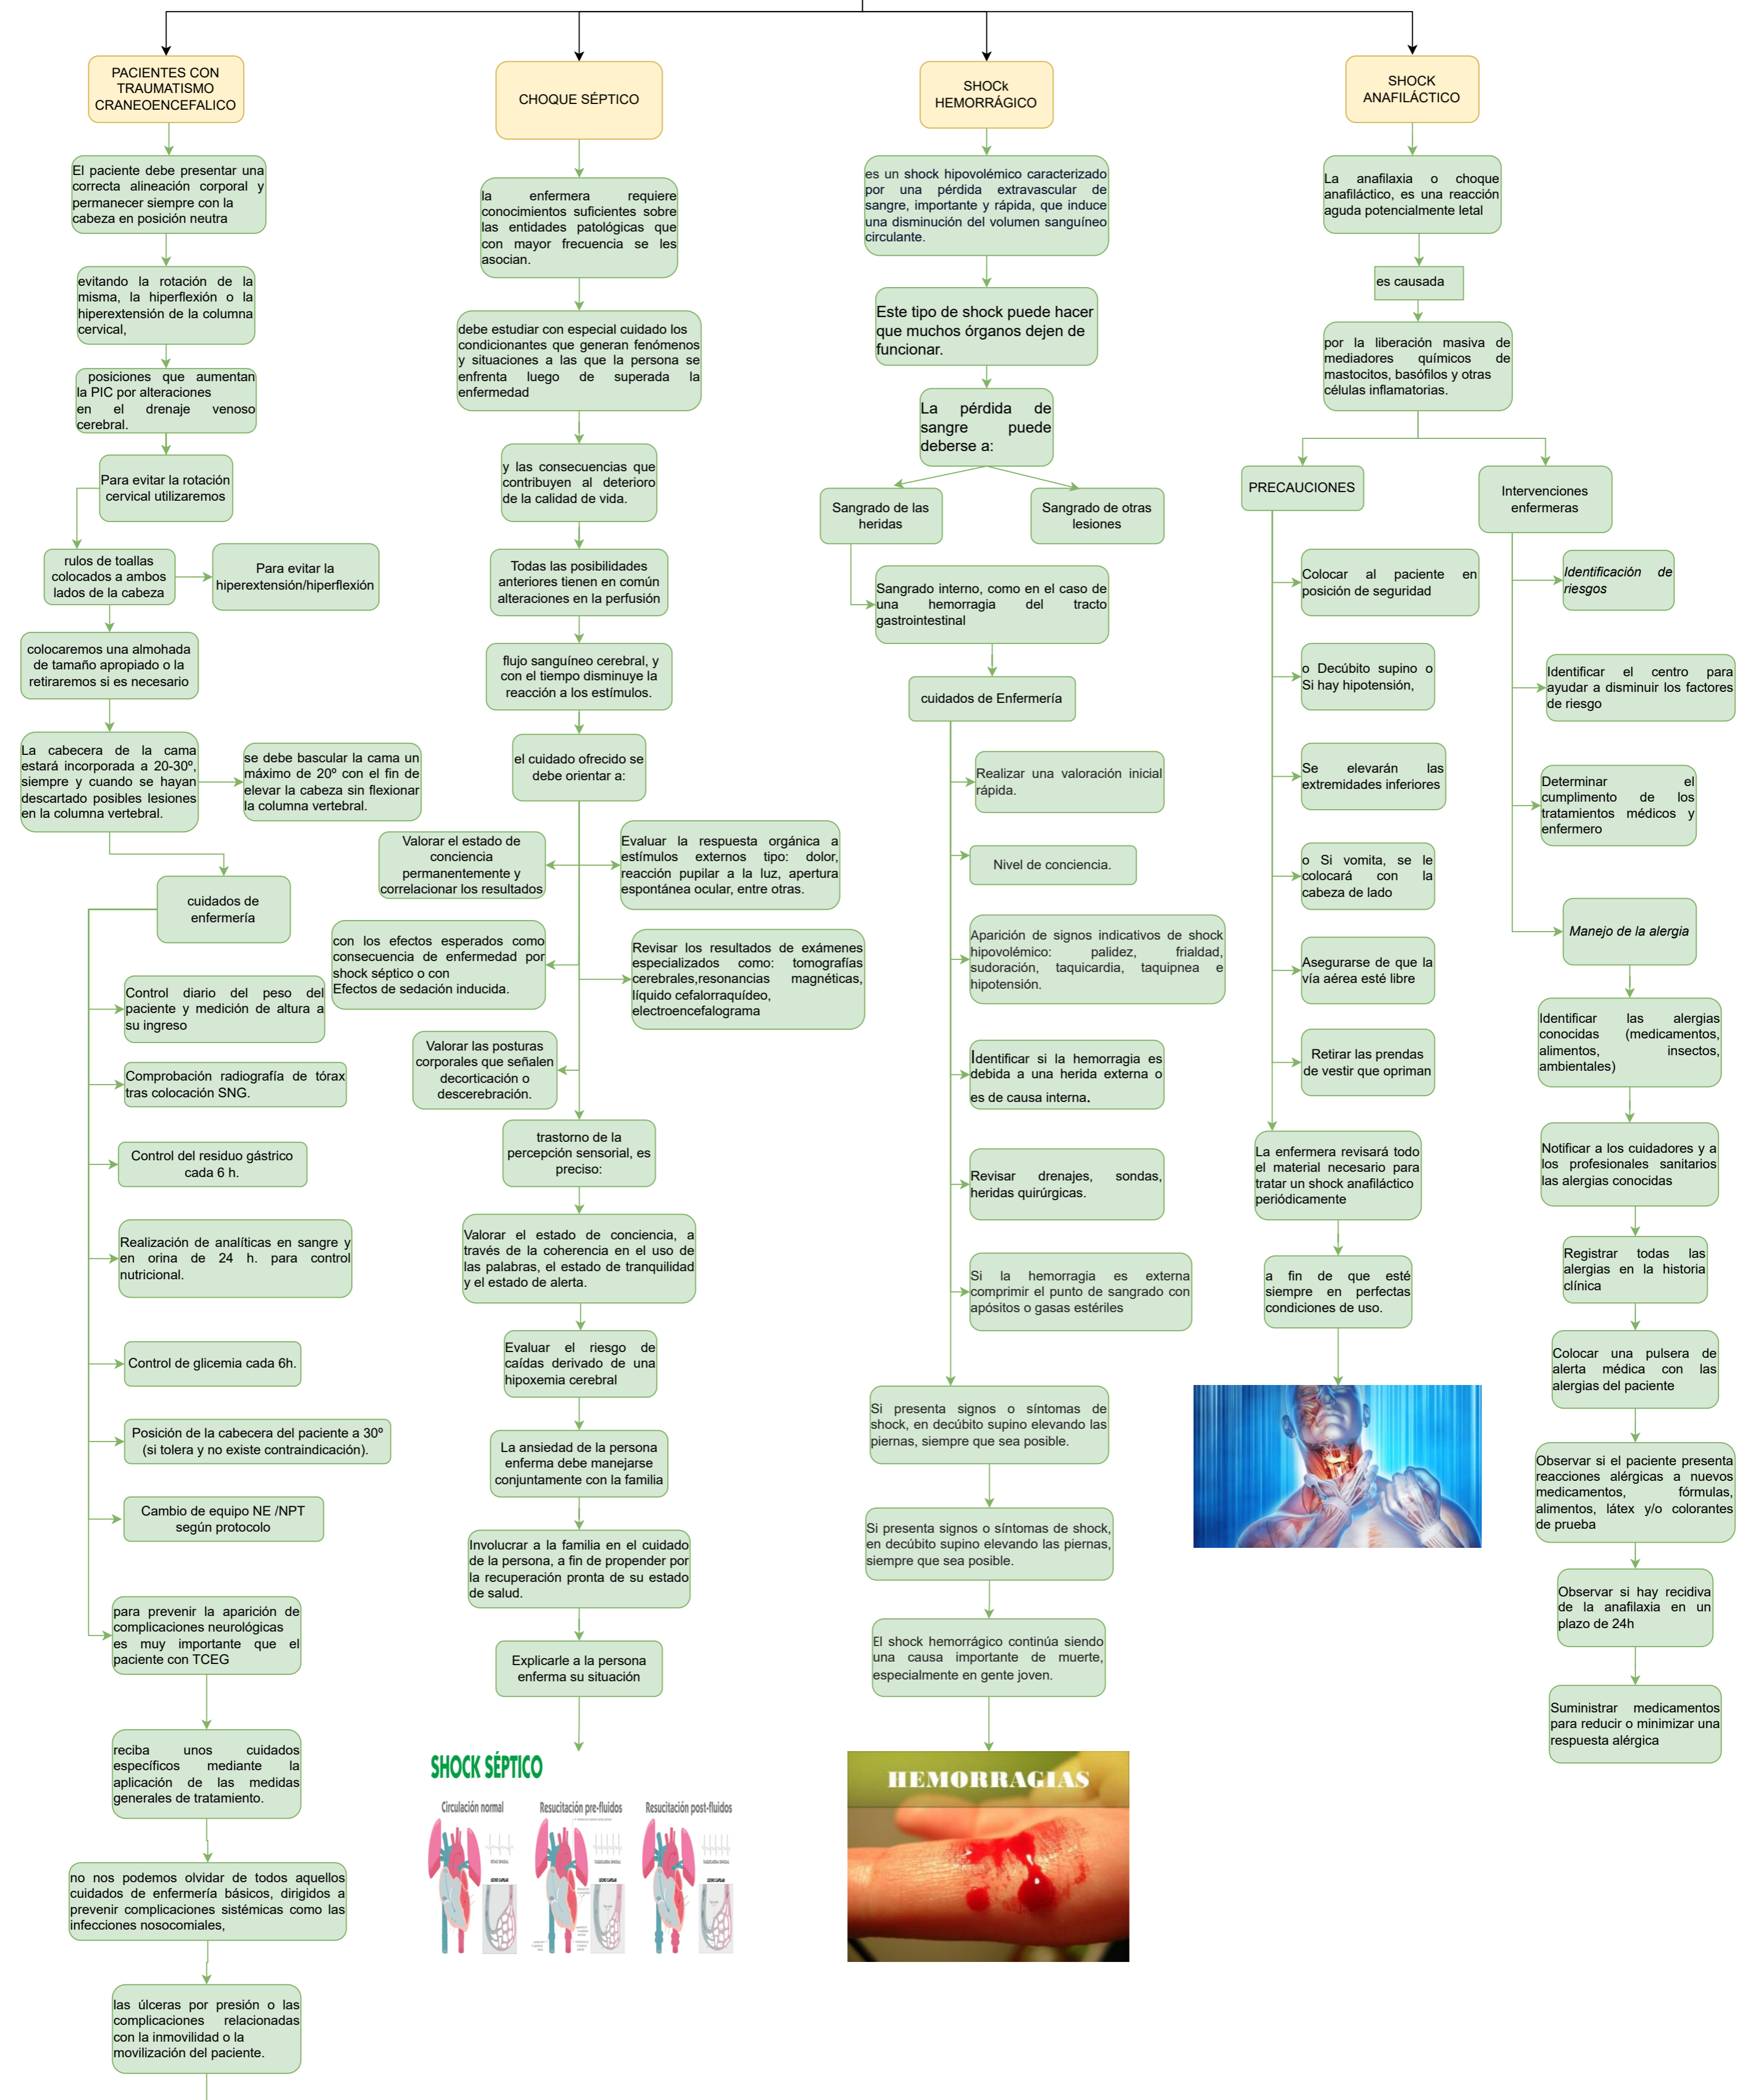 PACIENTES CON
TRAUMATISMO
CRANEOENCEFALICO
El paciente debe presentar una
correcta alineación corporal y
permanecer siempre con la
cabeza en posición neutra
evitando la rotación de la
misma, la hiperflexión o la
hiperextensión de la columna
cervical,
posiciones que aumentan
la PIC por alteraciones
en el drenaje venoso
cerebral.
Para evitar la rotación
cervical utilizaremos
rulos de toallas
colocados a ambos
lados de la cabeza
Para evitar la
hiperextensión/hiperflexión
colocaremos una almohada
de tamaño apropiado o la
retiraremos si es necesario
La cabecera de la cama
estará incorporada a 20-30º,
siempre y cuando se hayan
descartado posibles lesiones
en la columna vertebral.
se debe bascular la cama un
máximo de 20º con el fin de
elevar la cabeza sin flexionar
la columna vertebral.
cuidados de
enfermería
Control diario del peso del
paciente y medición de altura a
su ingreso
Comprobación radiografía de tórax
tras colocación SNG.
Control del residuo gástrico
cada 6 h.
Realización de analíticas en sangre y
en orina de 24 h. para control
nutricional.
Control de glicemia cada 6h.
Posición de la cabecera del paciente a 30º
(si tolera y no existe contraindicación).
Cambio de equipo NE /NPT
según protocolo
para prevenir la aparición de
complicaciones neurológicas
es muy importante que el
paciente con TCEG
reciba unos cuidados
específicos mediante la
aplicación de las medidas
generales de tratamiento.
no nos podemos olvidar de todos aquellos
cuidados de enfermería básicos, dirigidos a
prevenir complicaciones sistémicas como las
infecciones nosocomiales,
las úlceras por presión o las
complicaciones relacionadas
con la inmovilidad o la
movilización del paciente.
CHOQUE SÉPTICO
la enfermera requiere
conocimientos suficientes sobre
las entidades patológicas que
con mayor frecuencia se les
asocian.
debe estudiar con especial cuidado los
condicionantes que generan fenómenos
y situaciones a las que la persona se
enfrenta luego de superada la
enfermedad
y las consecuencias que
contribuyen al deterioro
de la calidad de vida.
Todas las posibilidades
anteriores tienen en común
alteraciones en la perfusión
flujo sanguíneo cerebral, y
con el tiempo disminuye la
reacción a los estímulos.
el cuidado ofrecido se
debe orientar a:
Valorar el estado de
conciencia
permanentemente y
correlacionar los resultados
Evaluar la respuesta orgánica a
estímulos externos tipo: dolor,
reacción pupilar a la luz, apertura
espontánea ocular, entre otras.
con los efectos esperados como
consecuencia de enfermedad por
shock séptico o con
Efectos de sedación inducida.
Revisar los resultados de exámenes
especializados como: tomografías
cerebrales,resonancias magnéticas,
líquido cefalorraquídeo,
electroencefalograma
Valorar las posturas
corporales que señalen
decorticación o
descerebración.
trastorno de la
percepción sensorial, es
preciso:
Valorar el estado de conciencia, a
través de la coherencia en el uso de
las palabras, el estado de tranquilidad
y el estado de alerta.
Evaluar el riesgo de
caídas derivado de una
hipoxemia cerebral
La ansiedad de la persona
enferma debe manejarse
conjuntamente con la familia
Involucrar a la familia en el cuidado
de la persona, a fin de propender por
la recuperación pronta de su estado
de salud.
Explicarle a la persona
enferma su situación
SHOCK SÉPTICO
Circulación normal
Resucitación pre-fluidos
Resucitación post-fluidos
SHOCk
HEMORRÁGICO
es un shock hipovolémico caracterizado
por una pérdida extravascular de
sangre, importante y rápida, que induce
una disminución del volumen sanguíneo
circulante.
Este tipo de shock puede hacer
que muchos órganos dejen de
funcionar.
La pérdida de
sangre puede
deberse a:
Sangrado de las
heridas
Sangrado de otras
lesiones
Sangrado interno, como en el caso de
una hemorragia del tracto
gastrointestinal
cuidados de Enfermería
Realizar una valoración inicial
rápida.
Nivel de conciencia.
Aparición de signos indicativos de shock
hipovolémico: palidez, frialdad,
sudoración, taquicardia, taquipnea e
hipotensión.
Identificar si la hemorragia es
debida a una herida externa o
es de causa interna.
Revisar drenajes, sondas,
heridas quirúrgicas.
Si la hemorragia es externa
comprimir el punto de sangrado con
apósitos o gasas estériles
Si presenta signos o síntomas de
shock, en decúbito supino elevando las
piernas, siempre que sea posible.
Si presenta signos o síntomas de shock,
en decúbito supino elevando las piernas,
siempre que sea posible.
El shock hemorrágico continúa siendo
una causa importante de muerte,
especialmente en gente joven.
HEMORRAGIAS
SHOCK
ANAFILÁCTICO
La anafilaxia o choque
anafiláctico, es una reacción
aguda potencialmente letal
es causada
por la liberación masiva de
mediadores químicos de
mastocitos, basófilos y otras
células inflamatorias.
PRECAUCIONES
Colocar al paciente en
posición de seguridad
o Decúbito supino o
Si hay hipotensión,
Se elevarán las
extremidades inferiores
o Si vomita, se le
colocará con la
cabeza de lado
Asegurarse de que la
vía aérea esté libre
Retirar las prendas
de vestir que opriman
La enfermera revisará todo
el material necesario para
tratar un shock anafiláctico
periódicamente
a fin de que esté
siempre en perfectas
condiciones de uso.
Intervenciones
enfermeras
Identificación de
riesgos
Identificar el centro para
ayudar a disminuir los factores
de riesgo
Determinar el
cumplimento de los
tratamientos médicos y
enfermero
Manejo de la alergia
Identificar las alergias
conocidas (medicamentos,
alimentos, insectos,
ambientales)
Notificar a los cuidadores y a
los profesionales sanitarios
las alergias conocidas
Registrar todas las
alergias en la historia
clínica
Colocar una pulsera de
alerta médica con las
alergias del paciente
Observar si el paciente presenta
reacciones alérgicas a nuevos
medicamentos, fórmulas,
alimentos, látex y/o colorantes
de prueba
Observar si hay recidiva
de la anafilaxia en un
plazo de 24h
Suministrar medicamentos
para reducir o minimizar una
respuesta alérgica